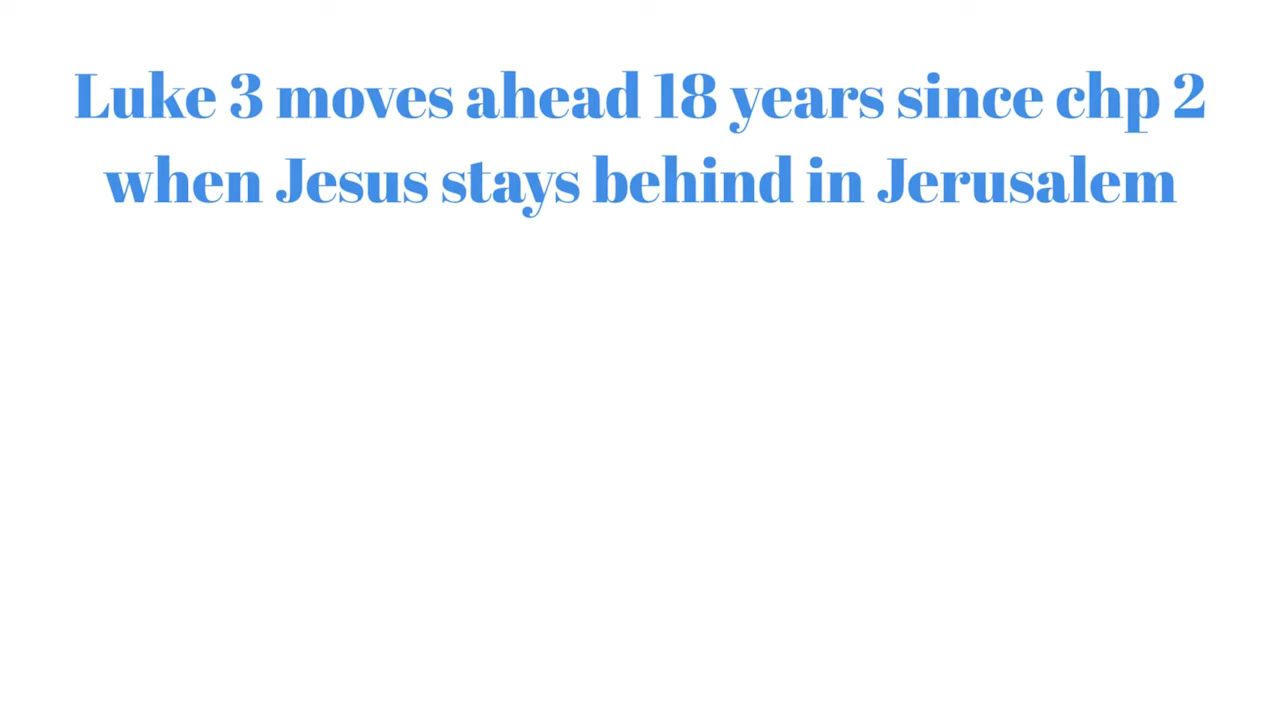 Luke 3 moves ahead 18 years since chp 2
when Jesus stays behind in Jerusalem